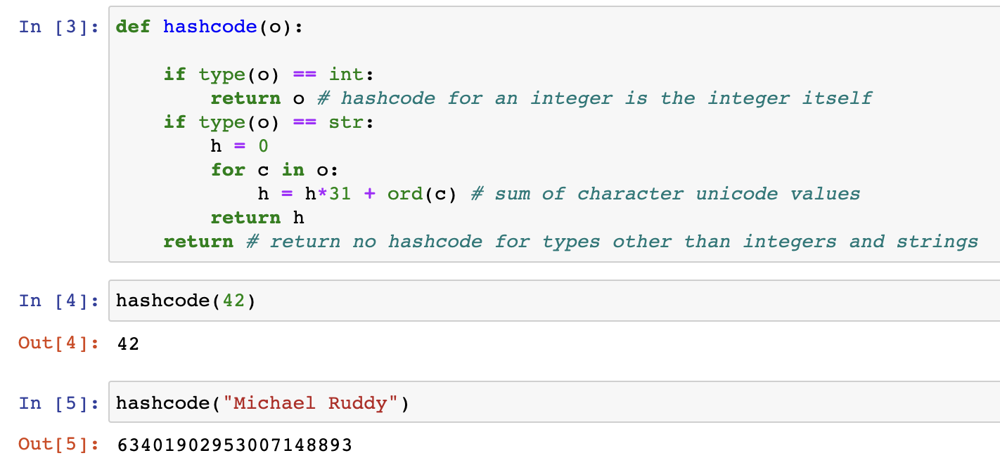 In [3]: def hashcode(o):
    if type(o) == int:
        return o # hashcode for an integer is the integer itself
    if type(o) == str:
        h = 0
        for c in o:
            h = h*31 + ord(c) # sum of character unicode values
        return h
    return # return no hashcode for types other than integers and strings
In [4]: hashcode(42)
Out[4]: 42
In [5]: hashcode("Michael Ruddy")
Out[5]: 63401902953007148893